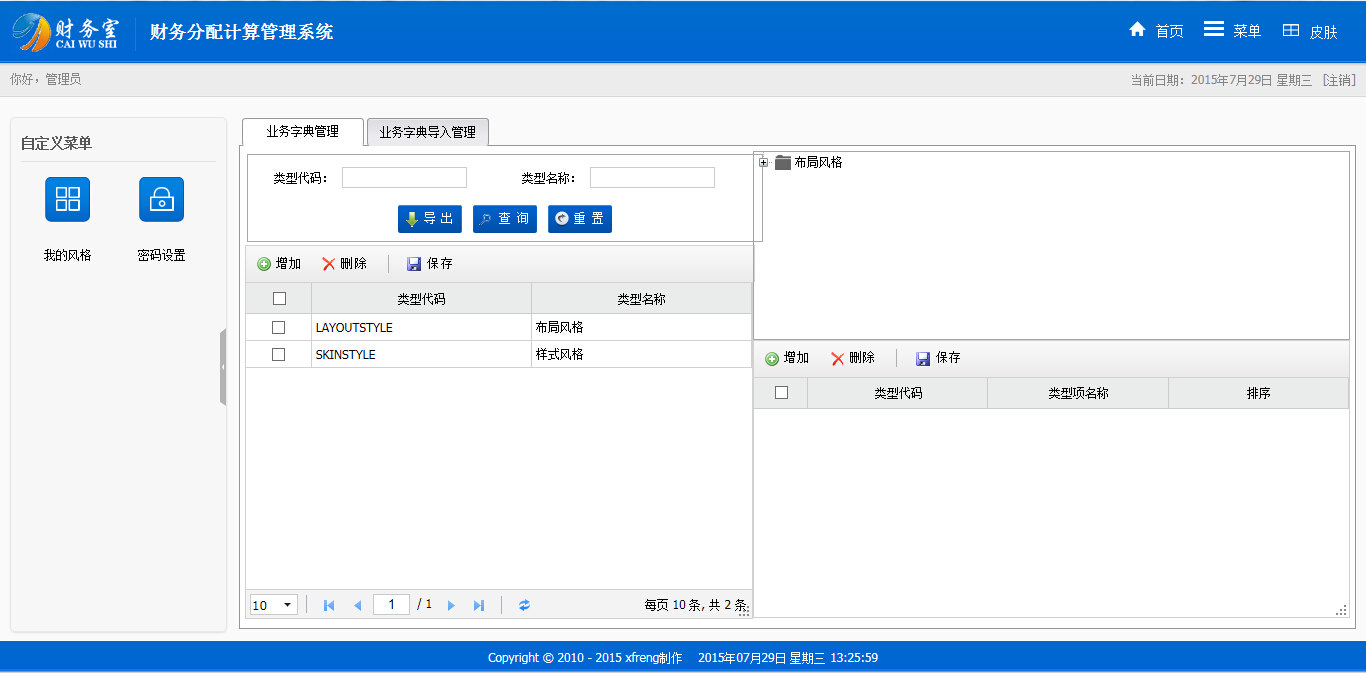 财务室
CAI WU SHI
财务分配计算管理系统
首页 菜单 皮肤
你好，管理员
当前日期：2015年7月29日 星期三 [注销]
自定义菜单
我的风格 密码设置
业务字典管理 业务字典导入管理
类型代码： 类型名称：
导 出 查 询 重 置
增加 删除 保存
类型代码 类型名称
LAYOUTSTYLE 布局风格
SKINSTYLE 样式风格
10 1 / 1 每页 10 条, 共 2 条
布局风格
增加 删除 保存
类型代码 类型项名称 排序
Copyright © 2010 - 2015 xfreng制作 2015年07月29日 星期三 13:25:59